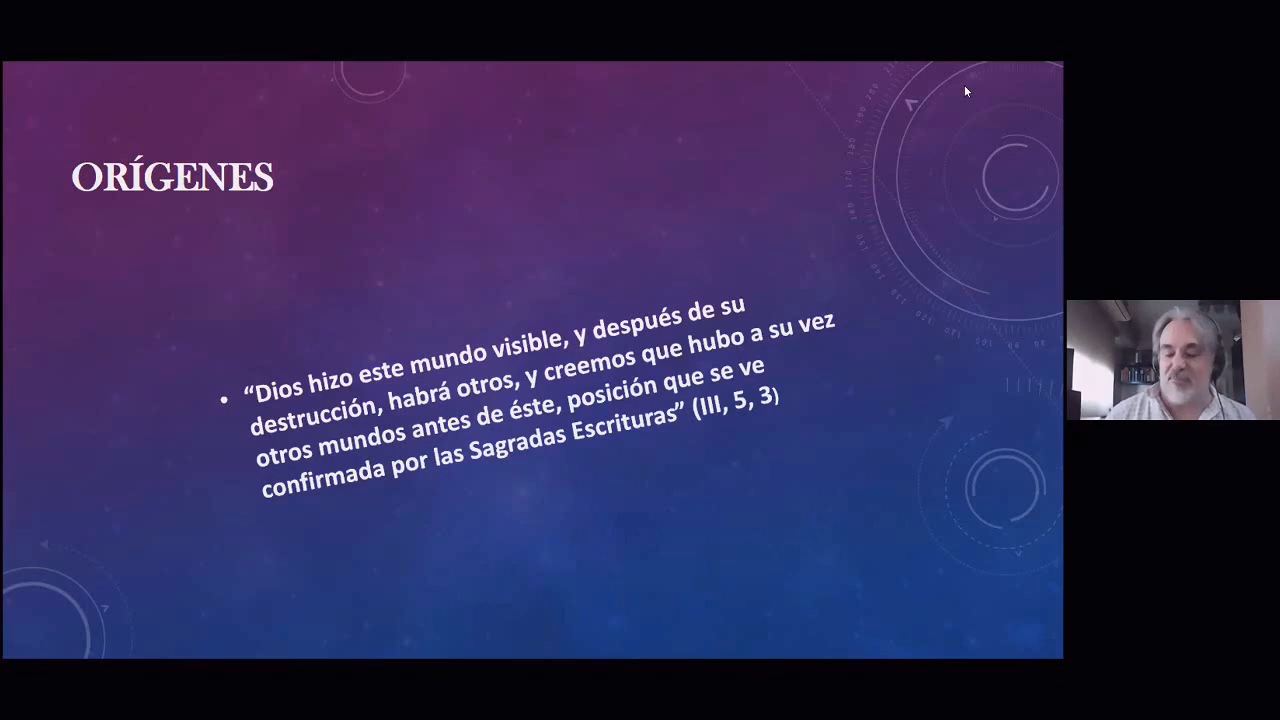 ORÍGENES
• “Dios hizo este mundo visible, y después de su
destrucción, habrá otros, y creemos que hubo a su vez
otros mundos antes de éste, posición que se ve
confirmada por las Sagradas Escrituras” (III, 5, 3)